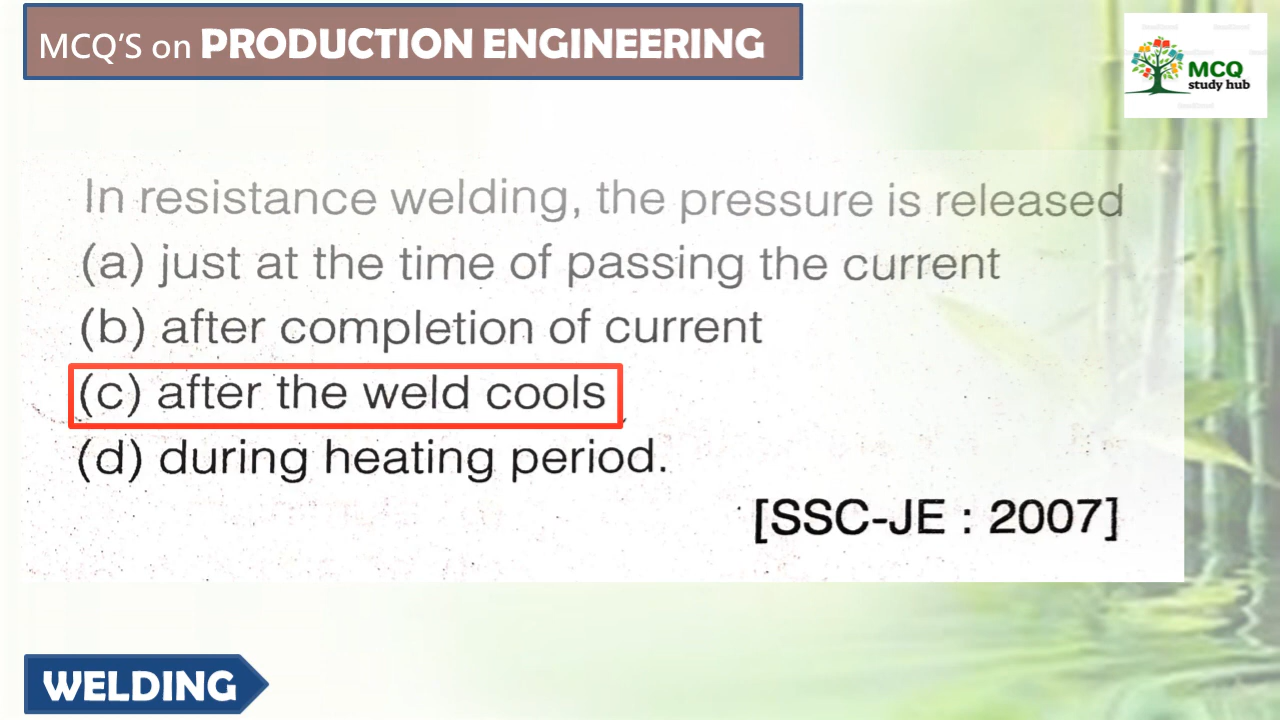 MCQ'S on PRODUCTION ENGINEERING
MCQ
study hub
In resistance welding, the pressure is released
(a) just at the time of passing the current
(b) after completion of current
(c) after the weld cools
(d) during heating period.
[SSC-JE : 2007]
WELDING